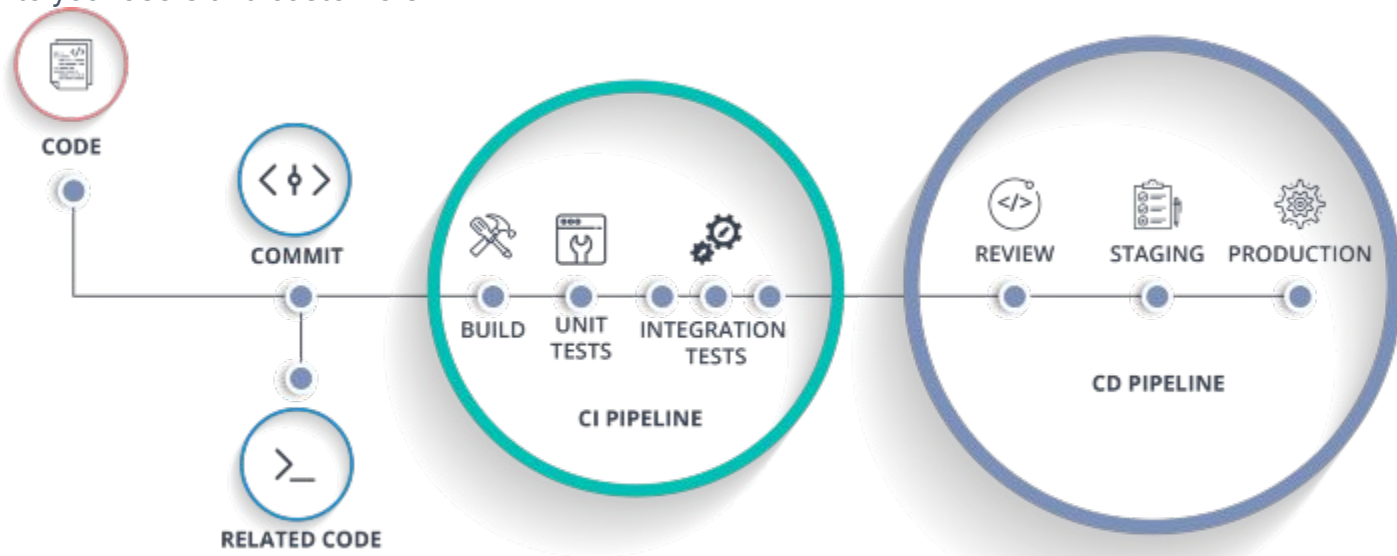 CODE
COMMIT
RELATED CODE
BUILD
UNIT
TESTS
INTEGRATION
TESTS
CI PIPELINE
REVIEW
STAGING
PRODUCTION
CD PIPELINE